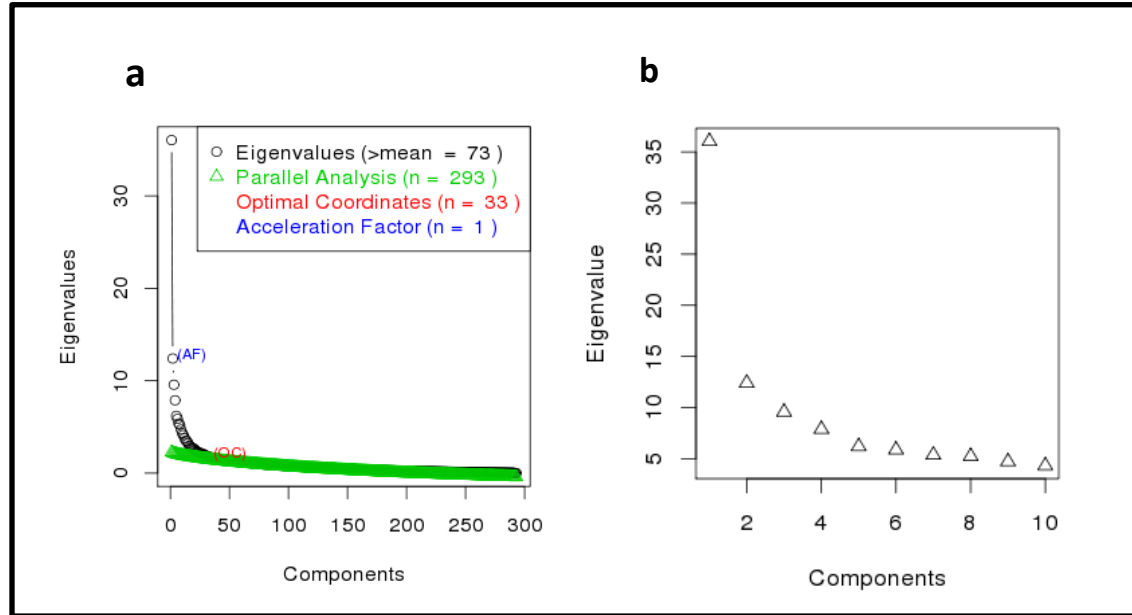 a
Eigenvalues (>mean = 73 )
Parallel Analysis (n = 293 )
Optimal Coordinates (n = 33 )
Acceleration Factor (n = 1 )
(AF)
(OC)
Eigenvalues
30
20
10
0
0 50 100 150 200 250 300
Components
b
Eigenvalue
35
30
25
20
15
10
5
2 4 6 8 10
Components